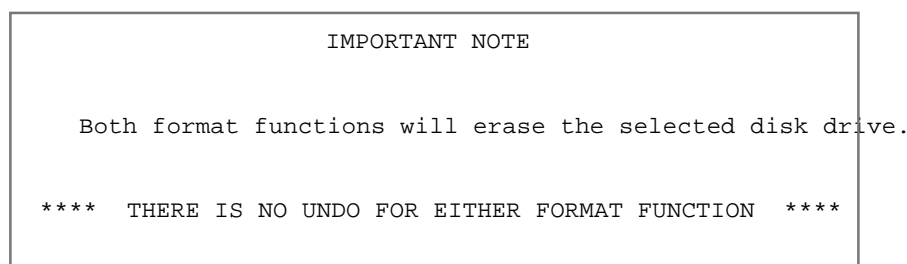 IMPORTANT NOTE
Both format functions will erase the selected disk drive.
**** THERE IS NO UNDO FOR EITHER FORMAT FUNCTION ****